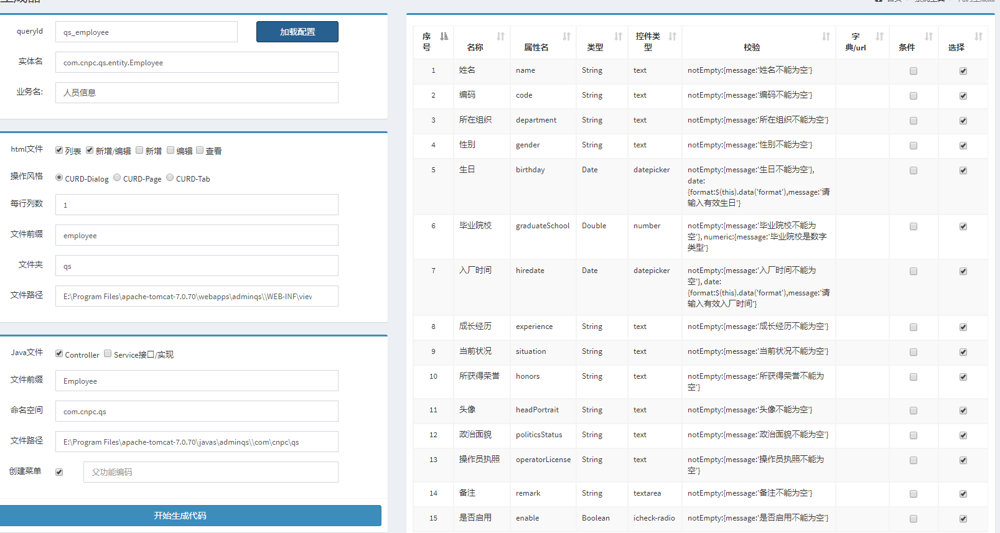 queryId
qs_employee
加载配置
实体名
com.cnpc.qs.entity.Employee
业务名:
人员信息
html文件
列表 新增/编辑 新增 编辑 查看
操作风格
CURD-Dialog CURD-Page CURD-Tab
每行列数
1
文件前缀
employee
文件夹
qs
文件路径
E:\Program Files\apache-tomcat-7.0.70\webapps\adminqs\\WEB-INF\view
Java文件
Controller Service接口/实现
文件前缀
Employee
命名空间
com.cnpc.qs
文件路径
E:\Program Files\apache-tomcat-7.0.70\javas\adminqs\\com\cnpc\qs
创建菜单
父功能编码
开始生成代码
序号 名称 属性名 类型 控件类型 校验 字典/url 条件 选择
1 姓名 name String text notEmpty:{message:'姓名不能为空'}
2 编码 code String text notEmpty:{message:'编码不能为空'}
3 所在组织 department String text notEmpty:{message:'所在组织不能为空'}
4 性别 gender String text notEmpty:{message:'性别不能为空'}
5 生日 birthday Date datepicker notEmpty:{message:'生日不能为空'},
date:
{format:$(this).data('format'),message:'请
输入有效生日'}
6 毕业院校 graduateSchool Double number notEmpty:{message:'毕业院校不能为
空'}, numeric:{message:'毕业院校是数字
类型'}
7 入厂时间 hiredate Date datepicker notEmpty:{message:'入厂时间不能为
空'}, date:
{format:$(this).data('format'),message:'请
输入有效入厂时间'}
8 成长经历 experience String text notEmpty:{message:'成长经历不能为空'}
9 当前状况 situation String text notEmpty:{message:'当前状况不能为空'}
10 所获得荣誉 honors String text notEmpty:{message:'所获得荣誉不能为
空'}
11 头像 headPortrait String text notEmpty:{message:'头像不能为空'}
12 政治面貌 politicsStatus String text notEmpty:{message:'政治面貌不能为空'}
13 操作员执照 operatorLicense String text notEmpty:{message:'操作员执照不能为
空'}
14 备注 remark String textarea notEmpty:{message:'备注不能为空'}
15 是否启用 enable Boolean icheck-radio notEmpty:{message:'是否启用不能为空'}